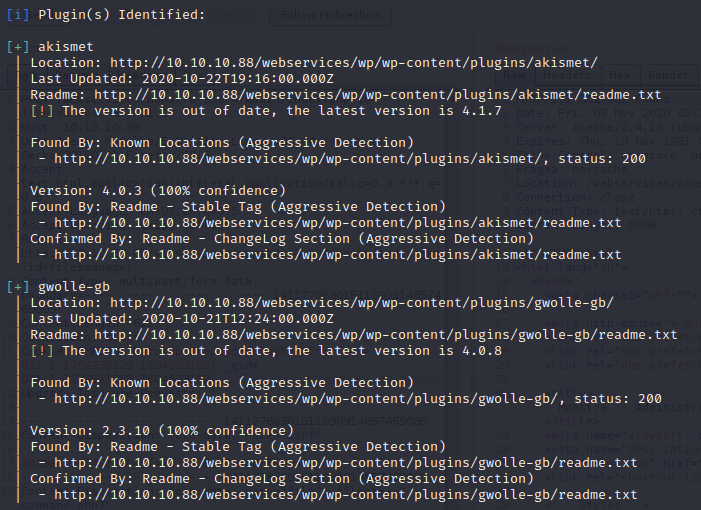 [i] Plugin(s) Identified:
[+] akismet
| Location: http://10.10.10.88/webservices/wp/wp-content/plugins/akismet/
| Last Updated: 2020-10-22T19:16:00.000Z
| Readme: http://10.10.10.88/webservices/wp/wp-content/plugins/akismet/readme.txt
| [!] The version is out of date, the latest version is 4.1.7
|
| Found By: Known Locations (Aggressive Detection)
|  - http://10.10.10.88/webservices/wp/wp-content/plugins/akismet/, status: 200
|
| Version: 4.0.3 (100% confidence)
| Found By: Readme - Stable Tag (Aggressive Detection)
|  - http://10.10.10.88/webservices/wp/wp-content/plugins/akismet/readme.txt
| Confirmed By: Readme - ChangeLog Section (Aggressive Detection)
|  - http://10.10.10.88/webservices/wp/wp-content/plugins/akismet/readme.txt
[+] gwolle-gb
| Location: http://10.10.10.88/webservices/wp/wp-content/plugins/gwolle-gb/
| Last Updated: 2020-10-21T12:24:00.000Z
| Readme: http://10.10.10.88/webservices/wp/wp-content/plugins/gwolle-gb/readme.txt
| [!] The version is out of date, the latest version is 4.0.8
|
| Found By: Known Locations (Aggressive Detection)
|  - http://10.10.10.88/webservices/wp/wp-content/plugins/gwolle-gb/, status: 200
|
| Version: 2.3.10 (100% confidence)
| Found By: Readme - Stable Tag (Aggressive Detection)
|  - http://10.10.10.88/webservices/wp/wp-content/plugins/gwolle-gb/readme.txt
| Confirmed By: Readme - ChangeLog Section (Aggressive Detection)
|  - http://10.10.10.88/webservices/wp/wp-content/plugins/gwolle-gb/readme.txt
Follow redirection
Response
Raw Headers Hex Render